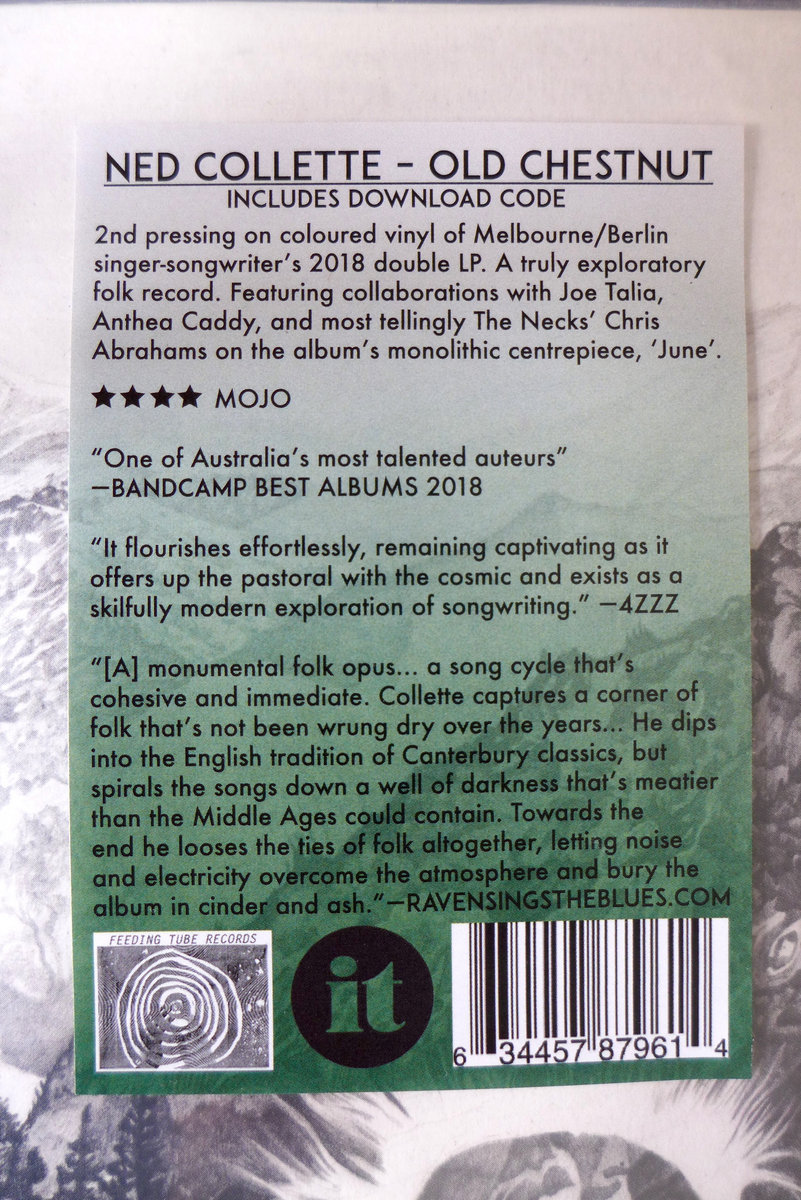 NED COLLETTE – OLD CHESTNUT
INCLUDES DOWNLOAD CODE
2nd pressing on coloured vinyl of Melbourne/Berlin
singer-songwriter's 2018 double LP. A truly exploratory
folk record. Featuring collaborations with Joe Talia,
Anthea Caddy, and most tellingly The Necks' Chris
Abrahams on the album's monolithic centrepiece, 'June'.
★★★★ MOJO
"One of Australia's most talented auteurs"
—BANDCAMP BEST ALBUMS 2018
"It flourishes effortlessly, remaining captivating as it
offers up the pastoral with the cosmic and exists as a
skilfully modern exploration of songwriting." —4ZZZ
"[A] monumental folk opus... a song cycle that's
cohesive and immediate. Collette captures a corner of
folk that's not been wrung dry over the years... He dips
into the English tradition of Canterbury classics, but
spirals the songs down a well of darkness that's meatier
than the Middle Ages could contain. Towards the
end he looses the ties of folk altogether, letting noise
and electricity overcome the atmosphere and bury the
album in cinder and ash."—RAVENSINGSTHEBLUES.COM
FEEDING TUBE RECORDS
it
6 34457 87961 4